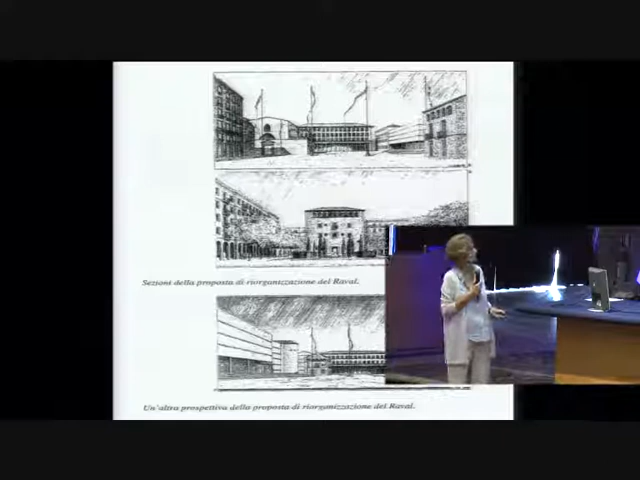 Sezioni della proposta di riorganizzazione del Raval.
Un'altra prospettiva della proposta di riorganizzazione del Raval.